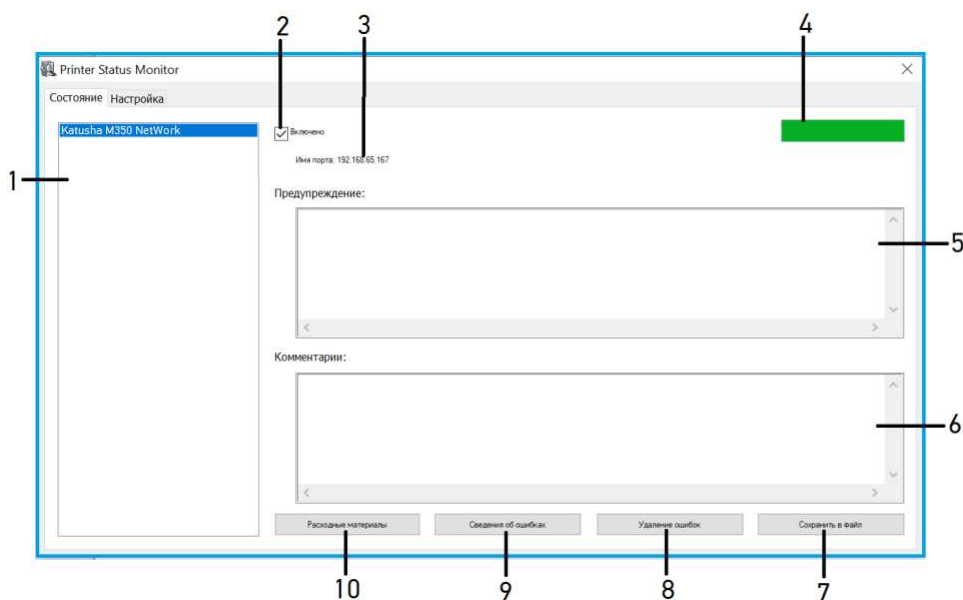 2 3 4
Printer Status Monitor
Состояние Настройка
Katusha M350 NetWork
Включено
Имя порта: 192.168.65.167
1
Предупреждение:
5
Комментарии:
6
Расходные материалы Сведения об ошибках Удаление ошибок Сохранить в файл
10 9 8 7